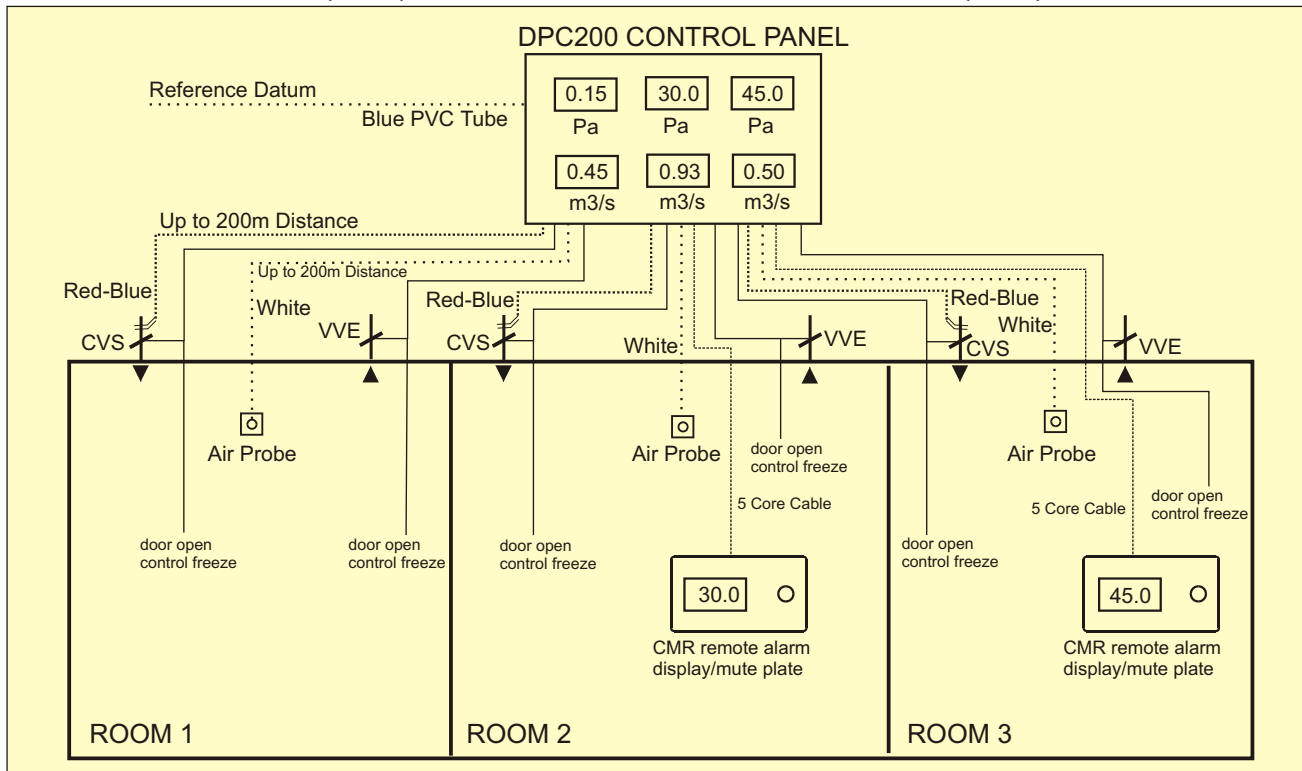 DPC200 CONTROL PANEL
Reference Datum
Blue PVC Tube
0.15
30.0
45.0
Pa
Pa
Pa
0.45
0.93
0.50
m3/s
m3/s
m3/s
Up to 200m Distance
Up to 200m Distance
Red-Blue
White
CVS
VVE
Red-Blue
CVS
White
VVE
Red-Blue
White
CVS
VVE
Air Probe
Air Probe
Air Probe
door open
control freeze
door open
control freeze
door open
control freeze
door open
control freeze
door open
control freeze
door open
control freeze
5 Core Cable
5 Core Cable
30.0
45.0
CMR remote alarm
display/mute plate
CMR remote alarm
display/mute plate
ROOM 1
ROOM 2
ROOM 3